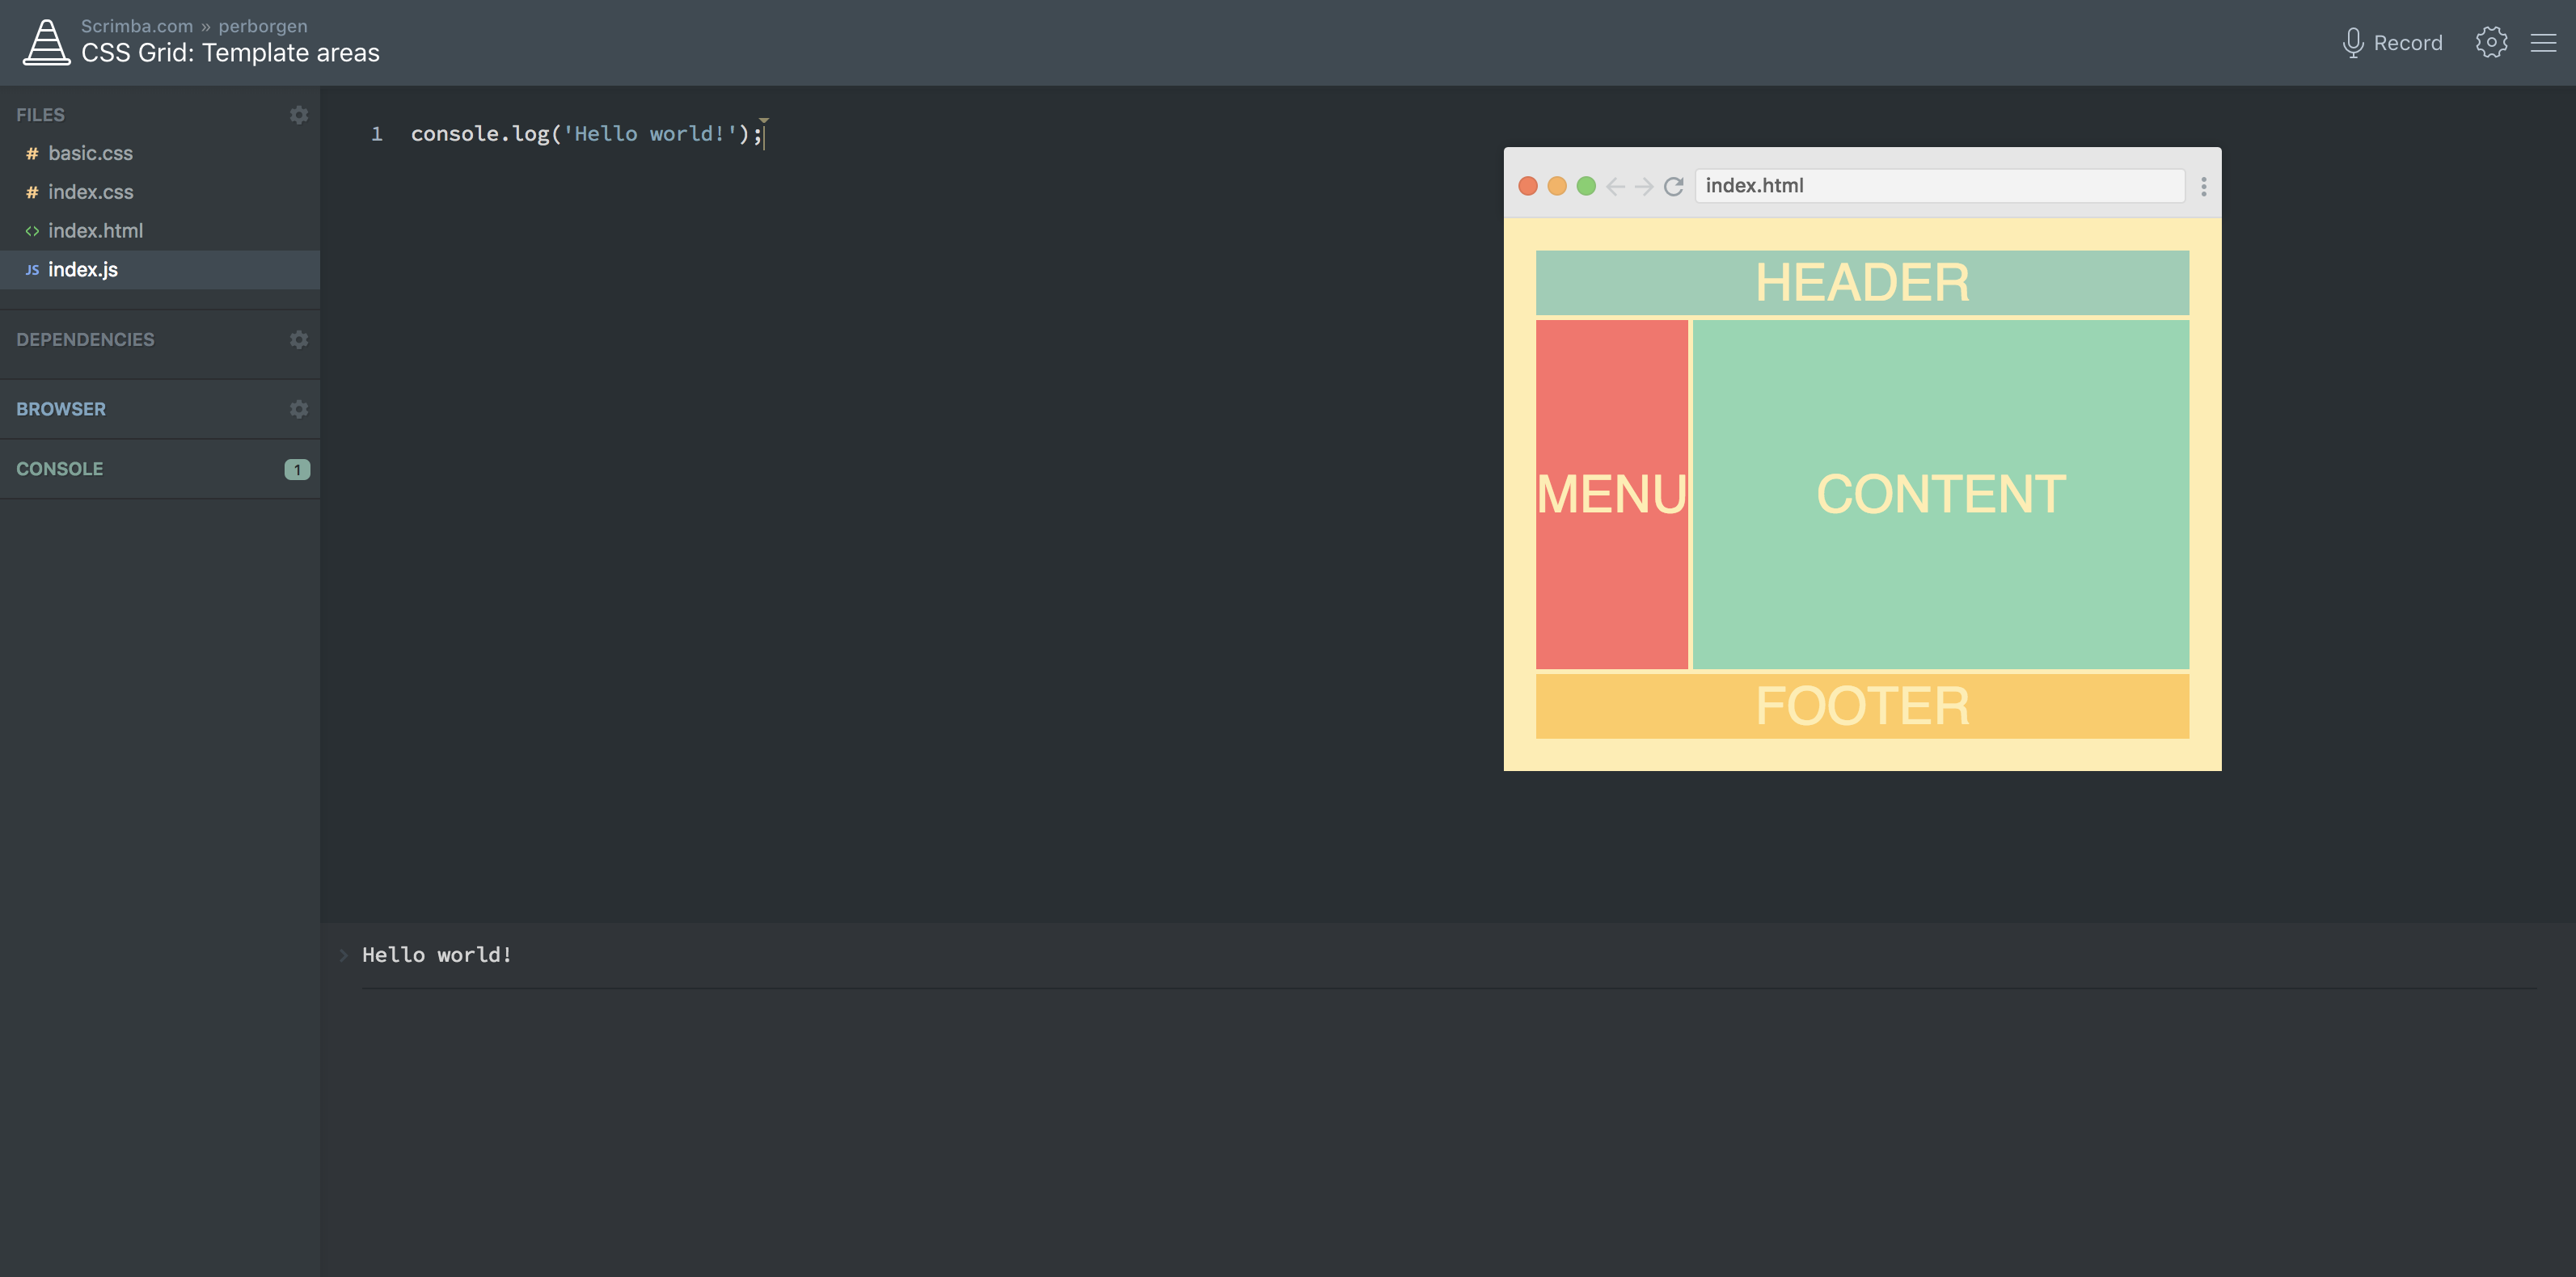 Scrimba.com » perborgen
CSS Grid: Template areas
Record
FILES
# basic.css
# index.css
<> index.html
JS index.js
DEPENDENCIES
BROWSER
CONSOLE 1
1 console.log('Hello world!');
index.html
HEADER
MENU
CONTENT
FOOTER
> Hello world!